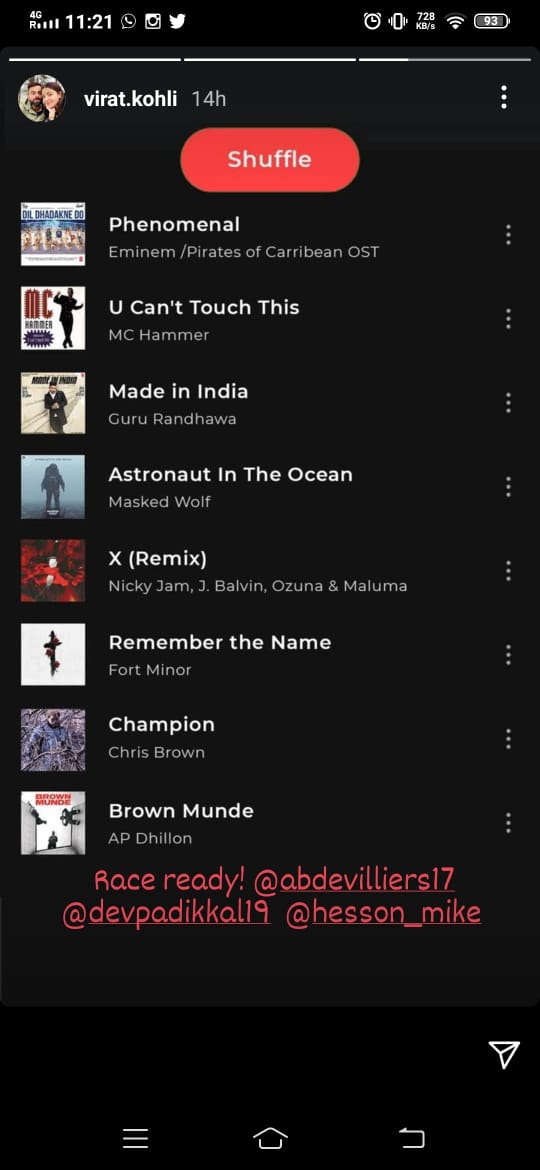 4G
R 11:21 728 KB/s 93
virat.kohli 14h
Shuffle
DIL DHADAKNE DO
Phenomenal
Eminem /Pirates of Carribean OST
MC
HAMMER
U Can't Touch This
MC Hammer
MADE IN INDIA
Made in India
Guru Randhawa
Astronaut In The Ocean
Masked Wolf
X (Remix)
Nicky Jam, J. Balvin, Ozuna & Maluma
Remember the Name
Fort Minor
Champion
Chris Brown
BROWN
MUNDE
Brown Munde
AP Dhillon
Race ready! @abdevilliers17
@devpadikkal19 @hesson_mike